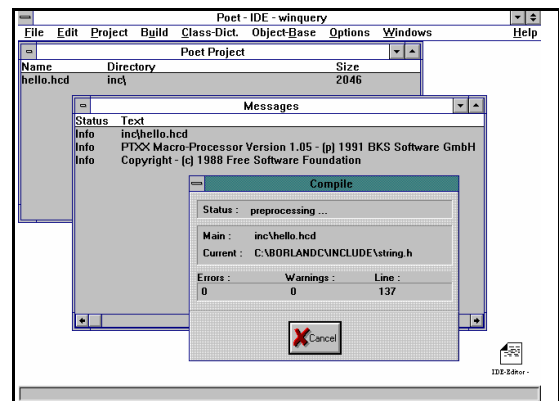 Poet - IDE - winquery
File Edit Project Build Class-Dict. Object-Base Options Windows Help
Poet Project
Name Directory Size
hello.hcd inc\ 2046
Messages
Status Text
Info inc\hello.hcd
Info PTXX Macro-Processor Version 1.05 - (p) 1991 BKS Software GmbH
Info Copyright - (c) 1988 Free Software Foundation
Compile
Status : preprocessing ...
Main : inc\hello.hcd
Current : C:\BORLANDC\INCLUDE\string.h
Errors : Warnings : Line :
0 0 137
Cancel
IDE-Editor -